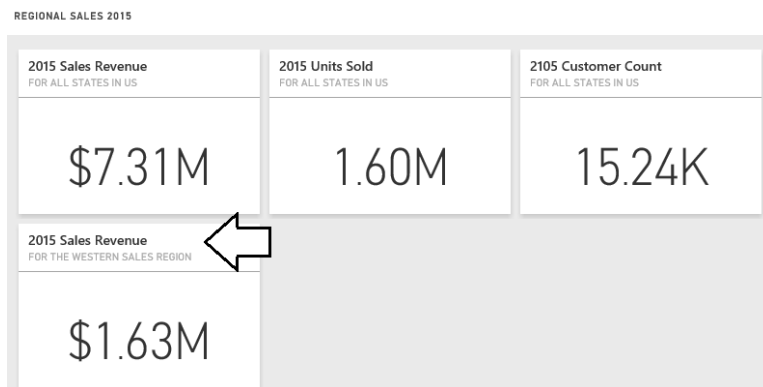 REGIONAL SALES 2015
2015 Sales Revenue
FOR ALL STATES IN US
$7.31M
2015 Units Sold
FOR ALL STATES IN US
1.60M
2105 Customer Count
FOR ALL STATES IN US
15.24K
2015 Sales Revenue
FOR THE WESTERN SALES REGION
$1.63M